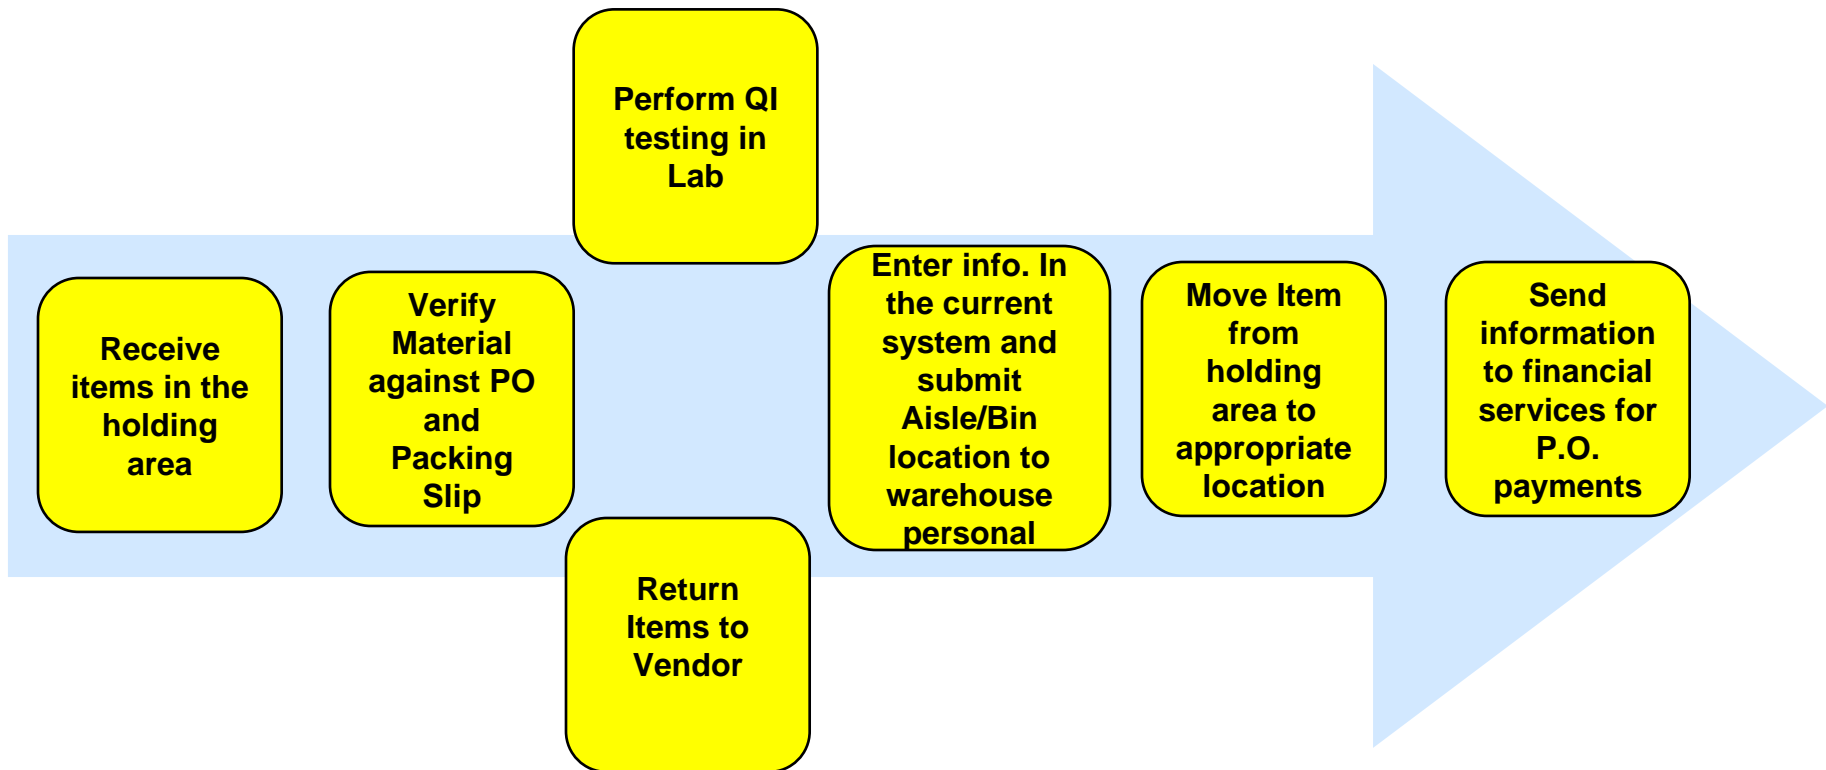 Receive
items in the
holding
area
Verify
Material
against PO
and
Packing
Slip
Perform QI
testing in
Lab
Return
Items to
Vendor
Enter info. In
the current
system and
submit
Aisle/Bin
location to
warehouse
personal
Move Item
from
holding
area to
appropriate
location
Send
information
to financial
services for
P.O.
payments